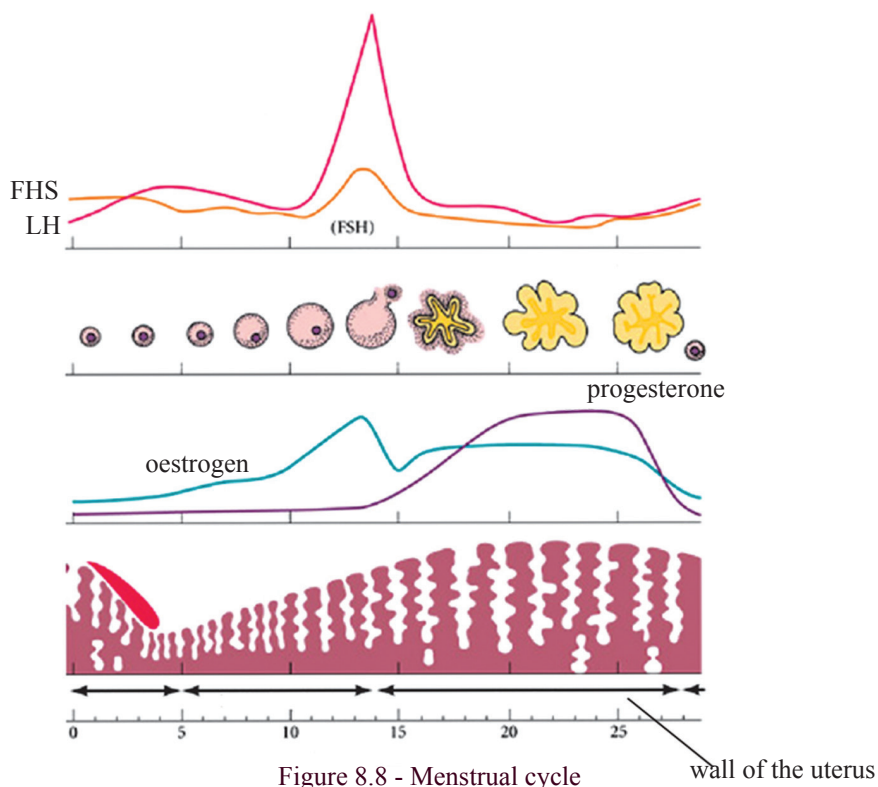 FHS
LH
(FSH)
progesterone
oestrogen
0 5 10 15 20 25
wall of the uterus
Figure 8.8 - Menstrual cycle